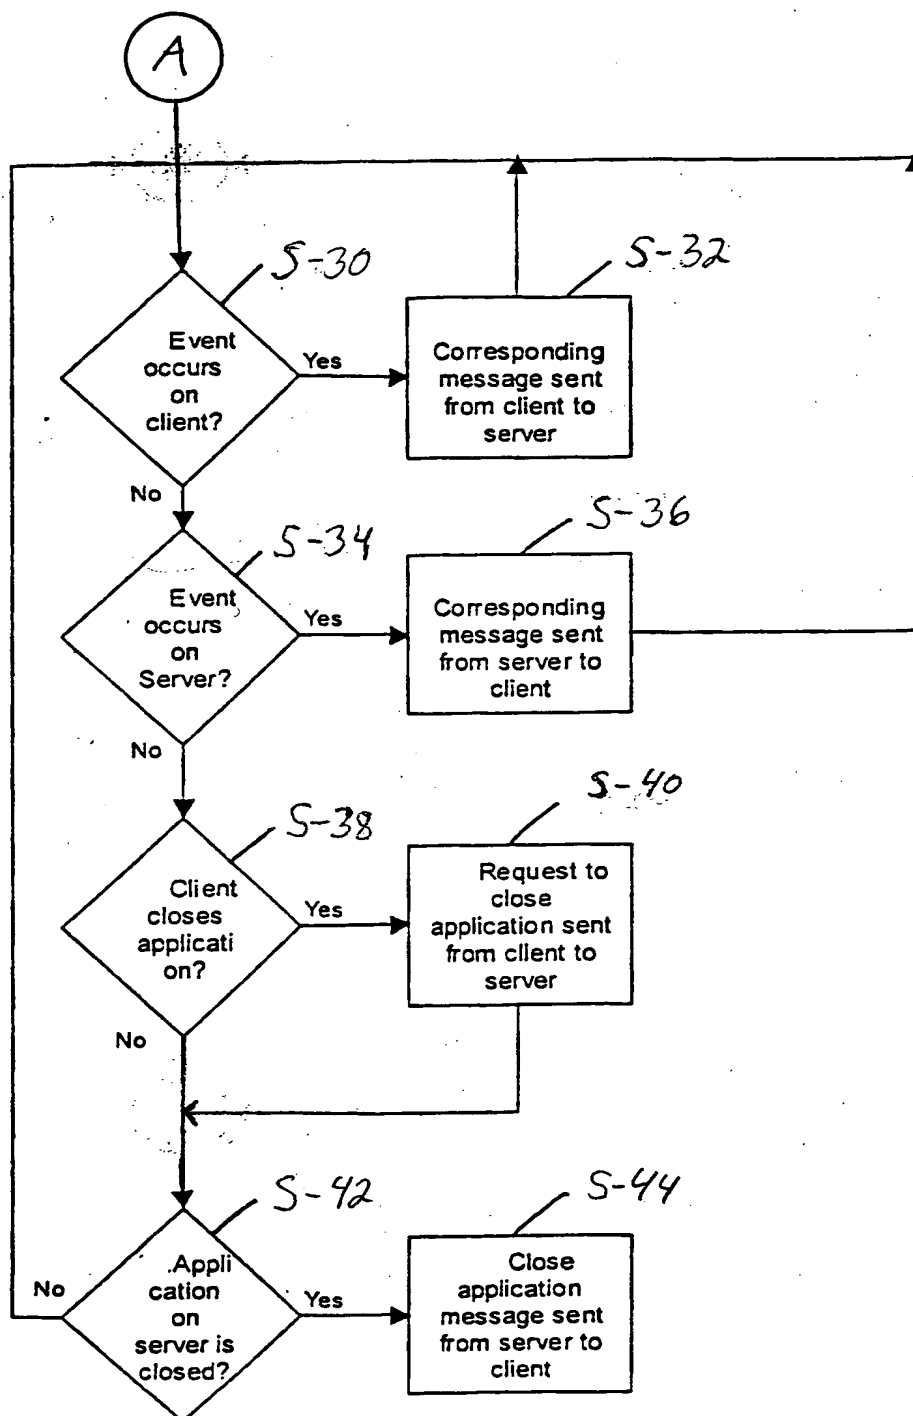 A
S-30
S-32
Event
occurs
on
client?
Yes
Corresponding
message sent
from client to
server
No
S-34
S-36
Event
occurs
on
Server?
Yes
Corresponding
message sent
from server to
client
No
S-38
S-40
Client
closes
applicati
on?
Yes
Request to
close
application sent
from client to
server
No
S-42
S-44
Appli
cation
on
server is
closed?
No
Yes
Close
application
message sent
from server to
client